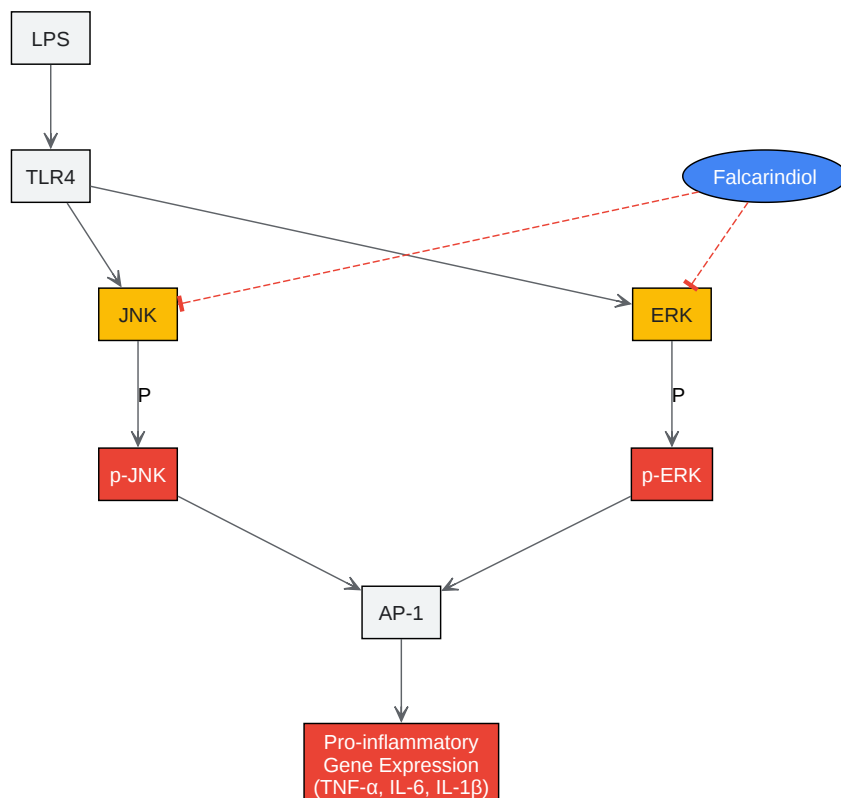 LPS
TLR4
Falcarindiol
JNK
ERK
P
P
p-JNK
p-ERK
AP-1
Pro-inflammatory
Gene Expression
(TNF-α, IL-6, IL-1β)